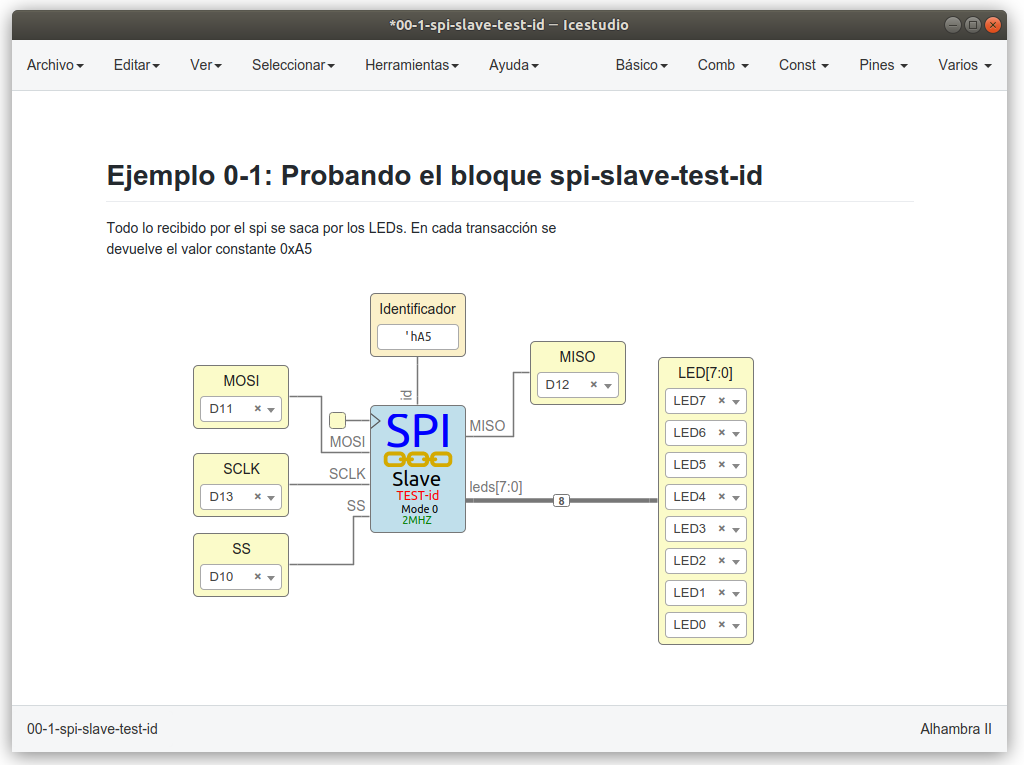 *00-1-spi-slave-test-id — Icestudio
Archivo Editar Ver Seleccionar Herramientas Ayuda Básico Comb Const Pines Varios
Ejemplo 0-1: Probando el bloque spi-slave-test-id
Todo lo recibido por el spi se saca por los LEDs. En cada transacción se
devuelve el valor constante 0xA5
Identificador
'hA5
MOSI
D11
SCLK
D13
SS
D10
id
MOSI
SCLK
SS
SPI
Slave
TEST-id
Mode 0
2MHZ
MISO
leds[7:0]
8
MISO
D12
LED[7:0]
LED7
LED6
LED5
LED4
LED3
LED2
LED1
LED0
00-1-spi-slave-test-id
Alhambra II